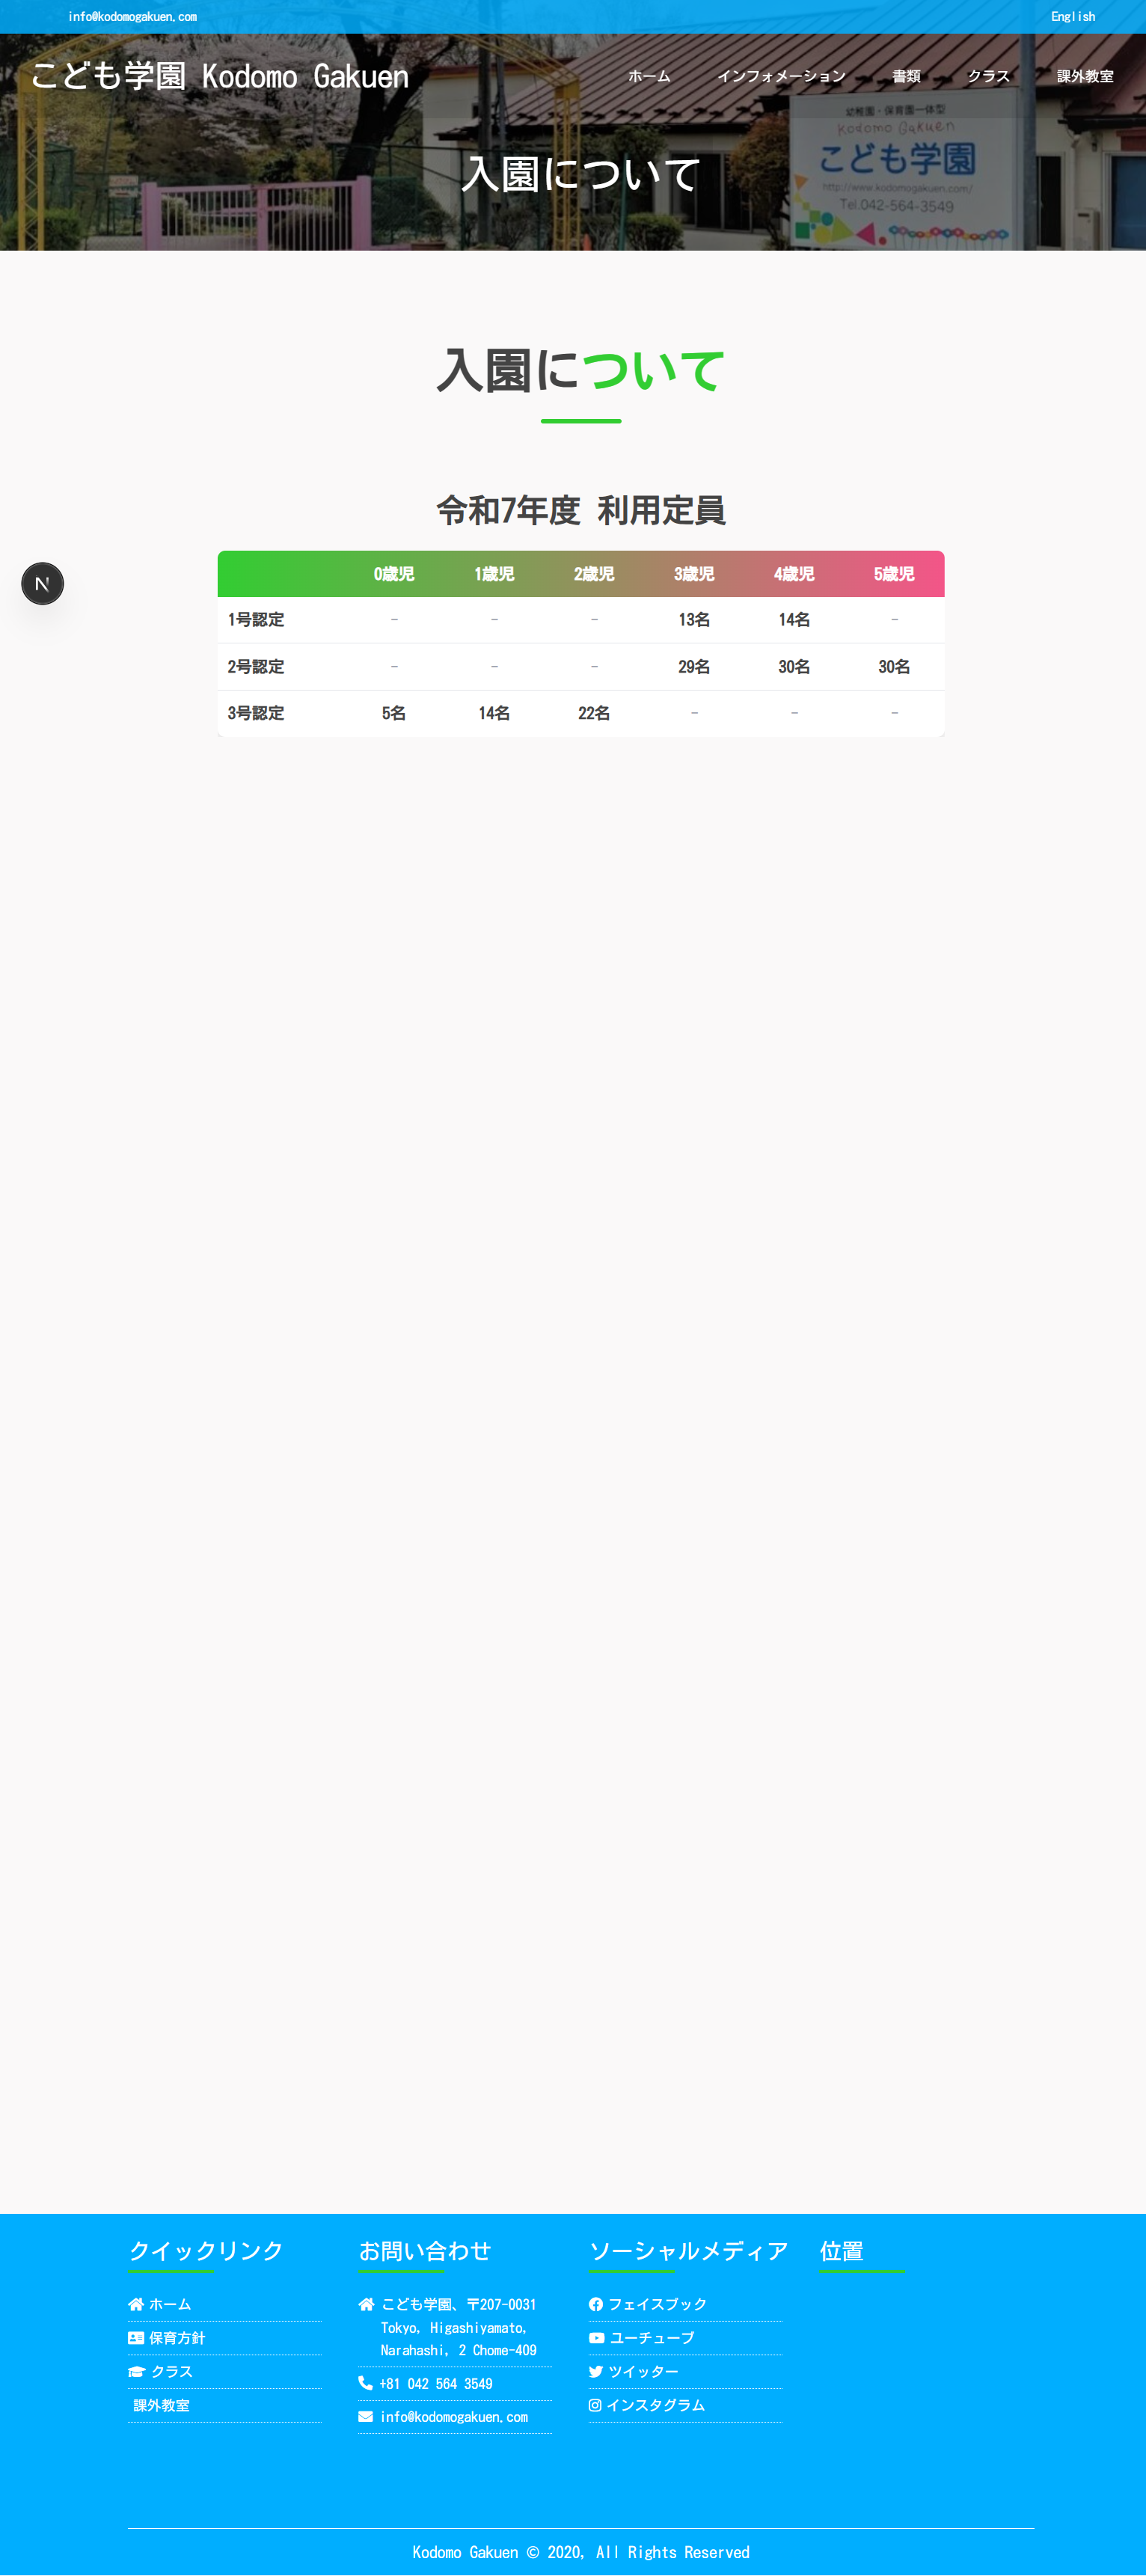 info@kodomogakuen.com
English
こども学園 Kodomo Gakuen
ホーム
インフォメーション
書類
クラス
課外教室
幼稚園・保育園一体型
Kodomo Gakuen
こども学園
http://www.kodomogakuen.com/
Tel.042-564-3549
入園について
入園について
令和7年度 利用定員
0歳児 1歳児 2歳児 3歳児 4歳児 5歳児
1号認定 - - - 13名 14名 -
2号認定 - - - 29名 30名 30名
3号認定 5名 14名 22名 - - -
N
クイックリンク
ホーム
保育方針
クラス
課外教室
お問い合わせ
こども学園、〒207-0031
Tokyo, Higashiyamato,
Narahashi, 2 Chome-409
+81 042 564 3549
info@kodomogakuen.com
ソーシャルメディア
フェイスブック
ユーチューブ
ツイッター
インスタグラム
位置
Kodomo Gakuen © 2020, All Rights Reserved